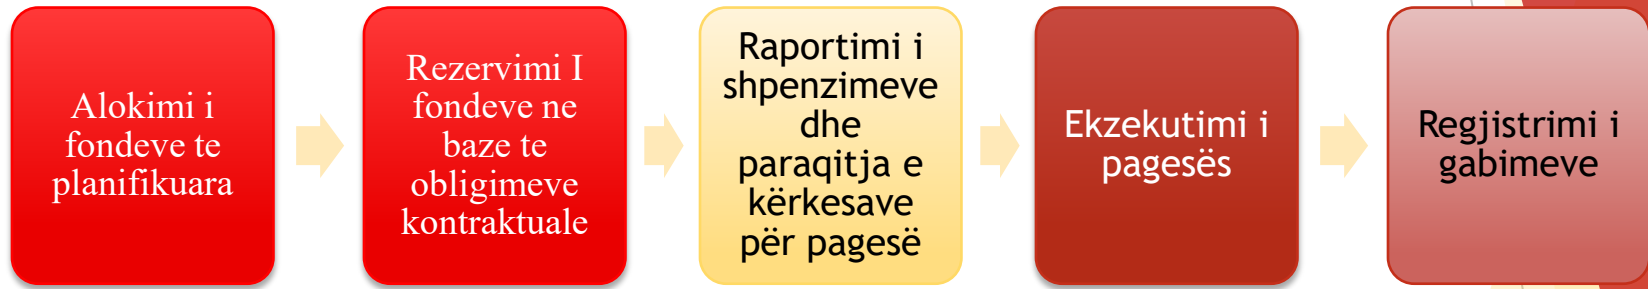 Alokimi i
fondeve te
planifikuara
Rezervimi I
fondeve ne
baze te
obligimeve
kontraktuale
Raportimi i
shpenzimeve
dhe
paraqitja e
kërkesave
për pagesë
Ekzekutimi i
pagesës
Regjistrimi i
gabimeve